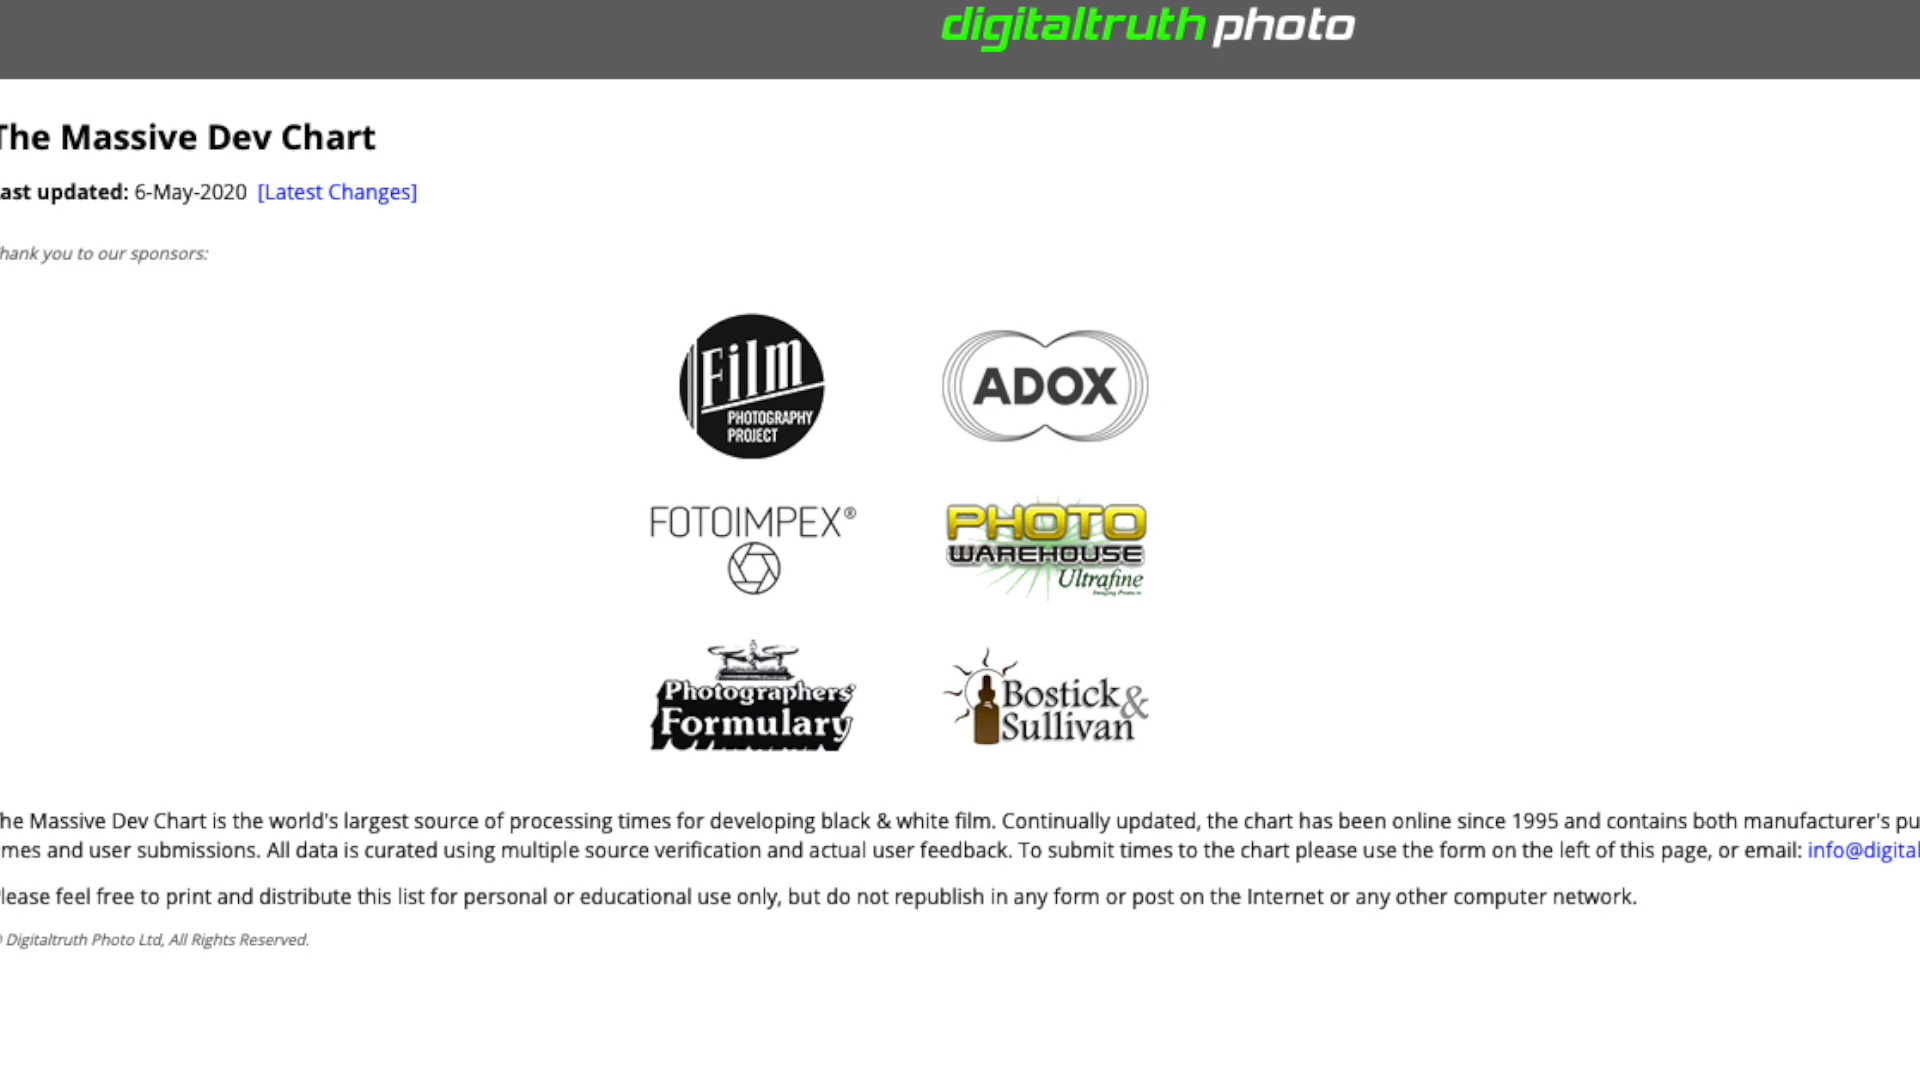 digitaltruth photo
The Massive Dev Chart
ast updated: 6-May-2020 [Latest Changes]
hank you to our sponsors:
Film
PHOTOGRAPHY
PROJECT
ADOX
FOTOIMPEX®
PHOTO
WAREHOUSE
Ultrafine
Photographers'
Formulary
Bostick &
Sullivan
he Massive Dev Chart is the world's largest source of processing times for developing black & white film. Continually updated, the chart has been online since 1995 and contains both manufacturer's pu
mes and user submissions. All data is curated using multiple source verification and actual user feedback. To submit times to the chart please use the form on the left of this page, or email: info@digital
lease feel free to print and distribute this list for personal or educational use only, but do not republish in any form or post on the Internet or any other computer network.
Digitaltruth Photo Ltd, All Rights Reserved.